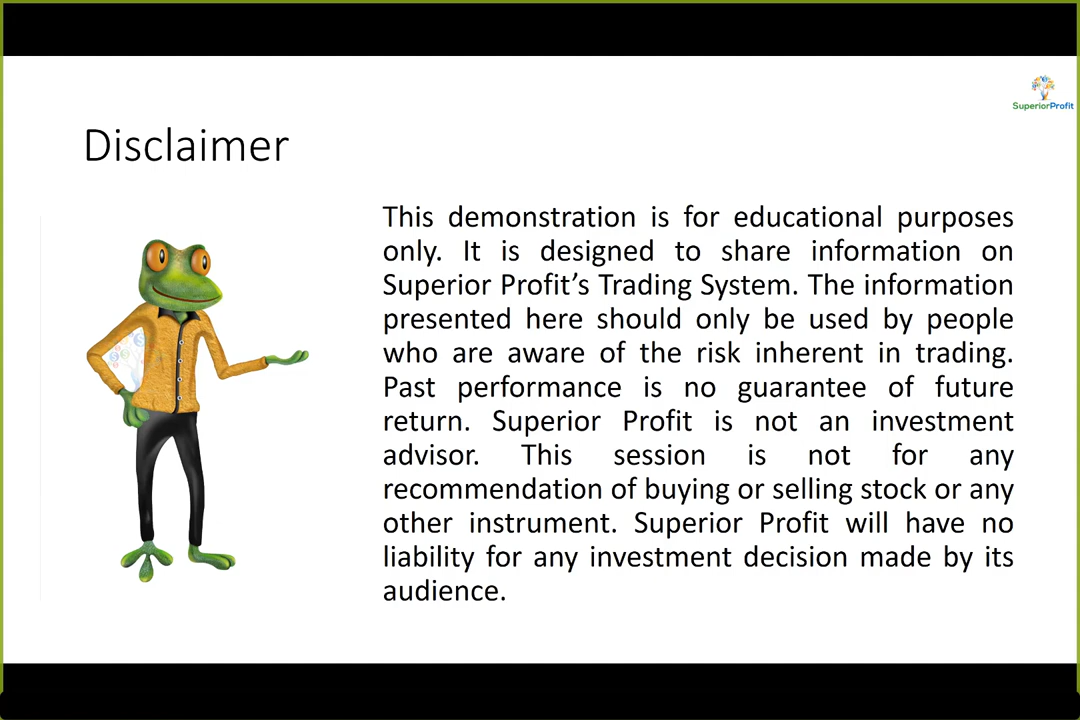 SuperiorProfit
Disclaimer
This demonstration is for educational purposes
only. It is designed to share information on
Superior Profit’s Trading System. The information
presented here should only be used by people
who are aware of the risk inherent in trading.
Past performance is no guarantee of future
return. Superior Profit is not an investment
advisor. This session is not for any
recommendation of buying or selling stock or any
other instrument. Superior Profit will have no
liability for any investment decision made by its
audience.